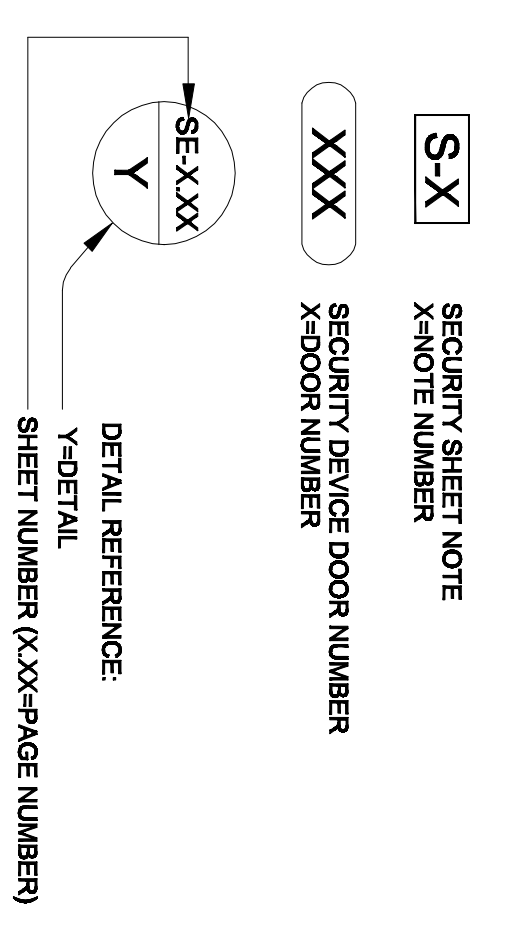 S-X
SECURITY SHEET NOTE
X=NOTE NUMBER
XXX
SECURITY DEVICE DOOR NUMBER
X=DOOR NUMBER
SE-X.XX
Y
DETAIL REFERENCE:
Y=DETAIL
SHEET NUMBER (X.XX=PAGE NUMBER)